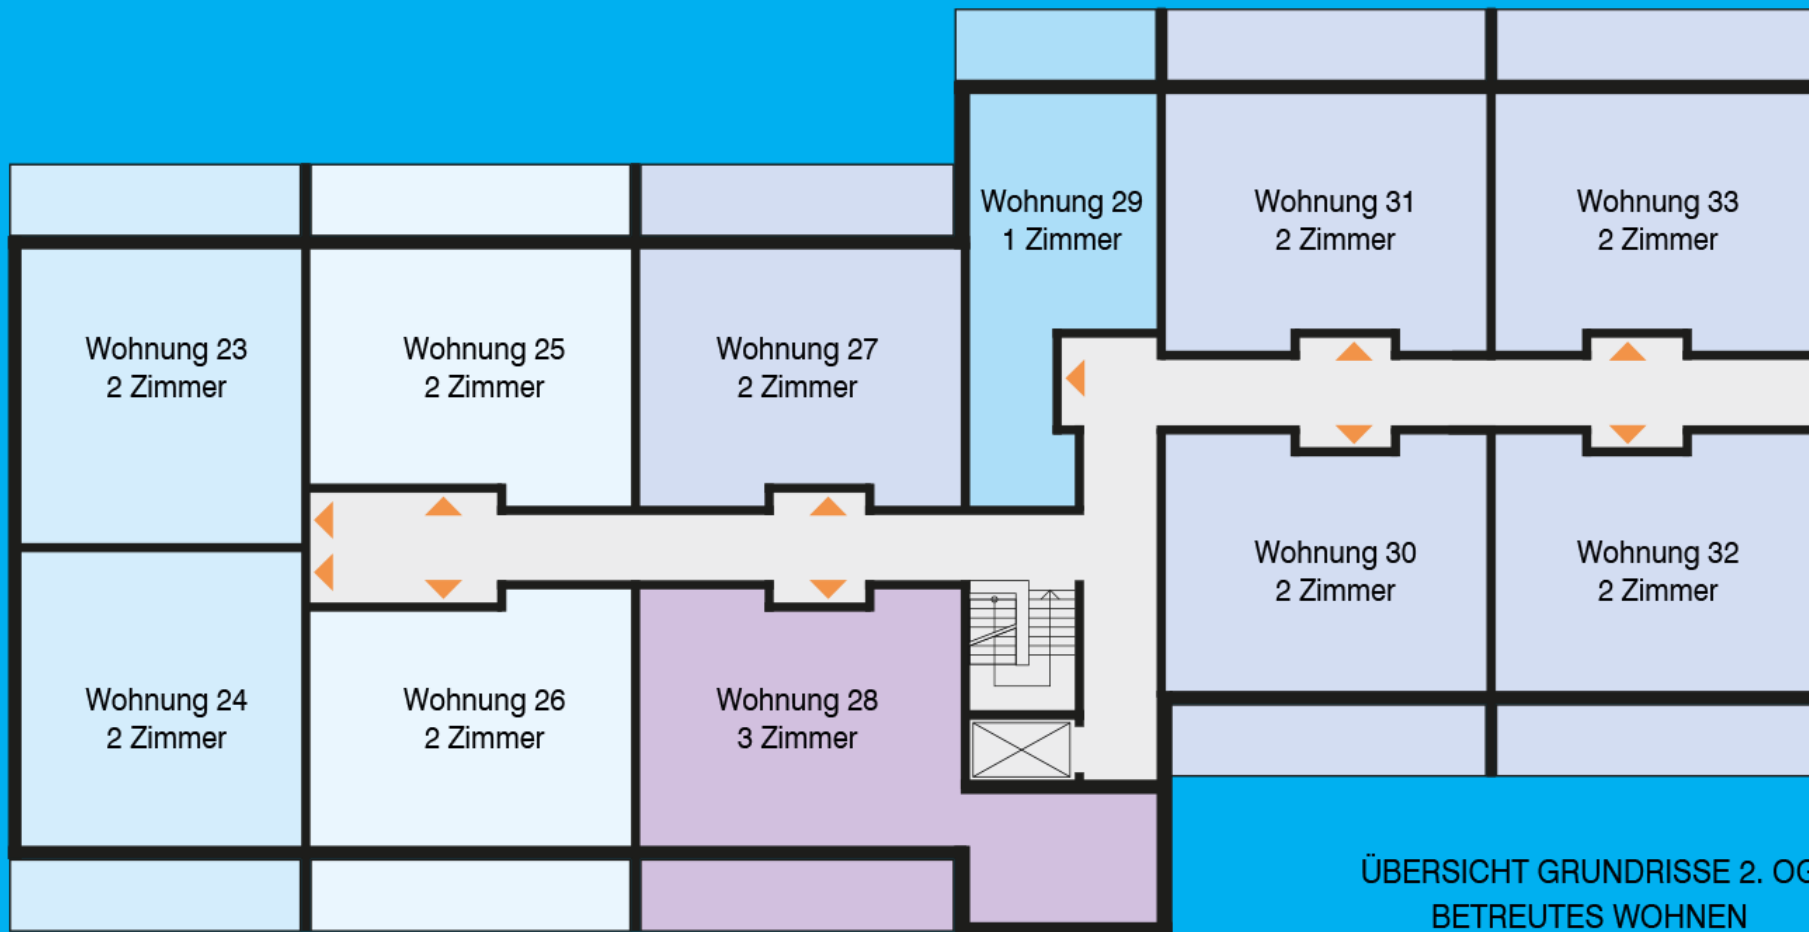 Wohnung 29
1 Zimmer
Wohnung 31
2 Zimmer
Wohnung 33
2 Zimmer
Wohnung 23
2 Zimmer
Wohnung 25
2 Zimmer
Wohnung 27
2 Zimmer
Wohnung 30
2 Zimmer
Wohnung 32
2 Zimmer
Wohnung 24
2 Zimmer
Wohnung 26
2 Zimmer
Wohnung 28
3 Zimmer
ÜBERSICHT GRUNDRISSE 2. OG
BETREUTES WOHNEN